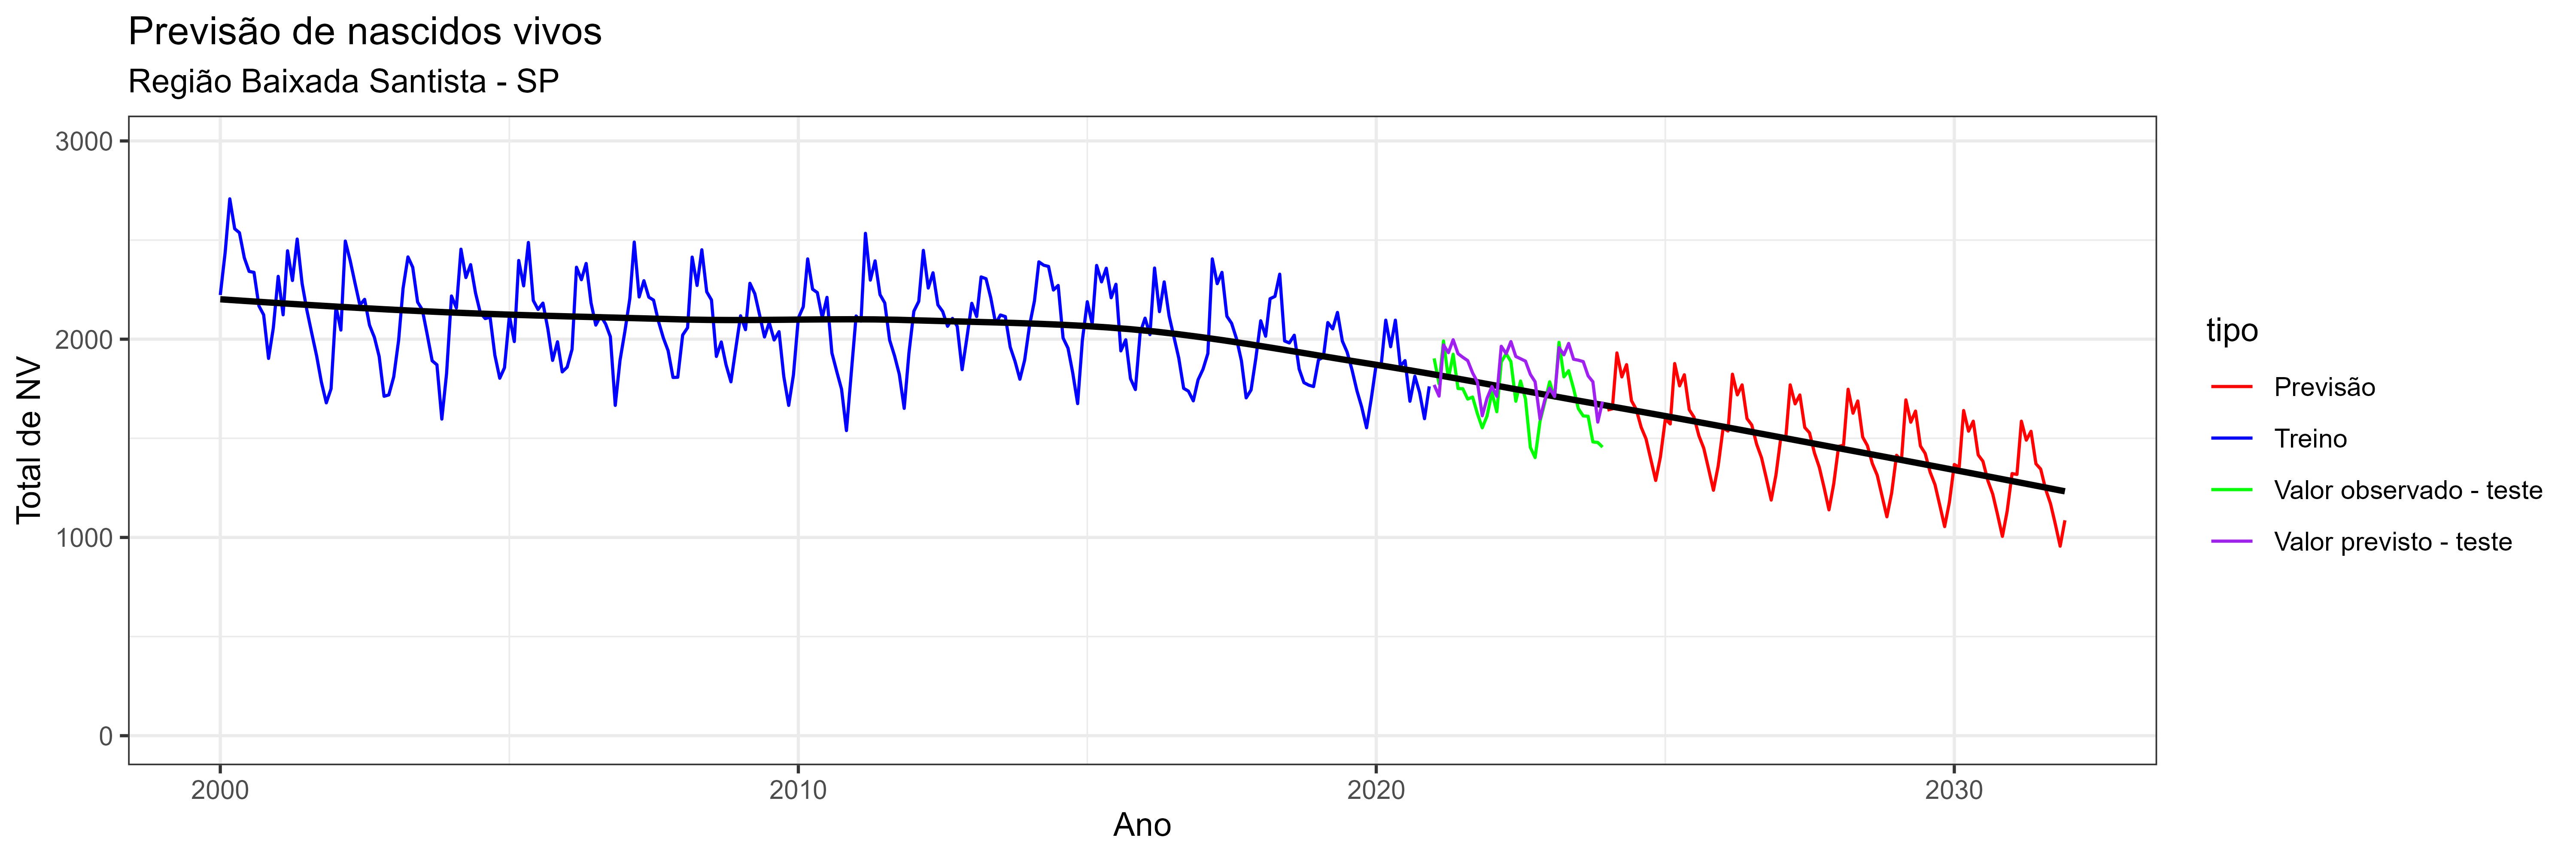 Previsão de nascidos vivos
Região Baixada Santista - SP
Total de NV
3000
2000
1000
0
2000
2010
2020
2030
Ano
tipo
Previsão
Treino
Valor observado - teste
Valor previsto - teste